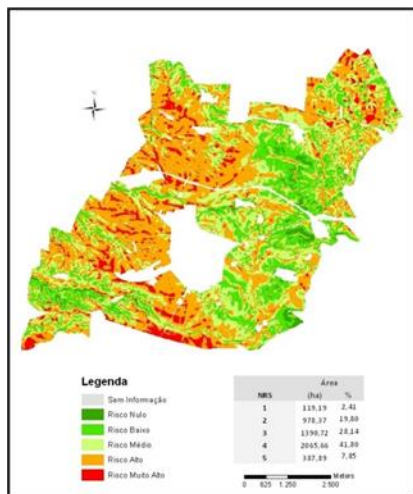 Legenda
Sem Informação
Risco Nulo
Risco Baixo
Risco Médio
Risco Alto
Risco Muito Alto
Área
NRS (ha) %
1 119,19 2,41
2 978,37 19,80
3 1390,72 28,14
4 2065,66 41,80
5 387,89 7,85
Meters
0 625 1.250 2.500